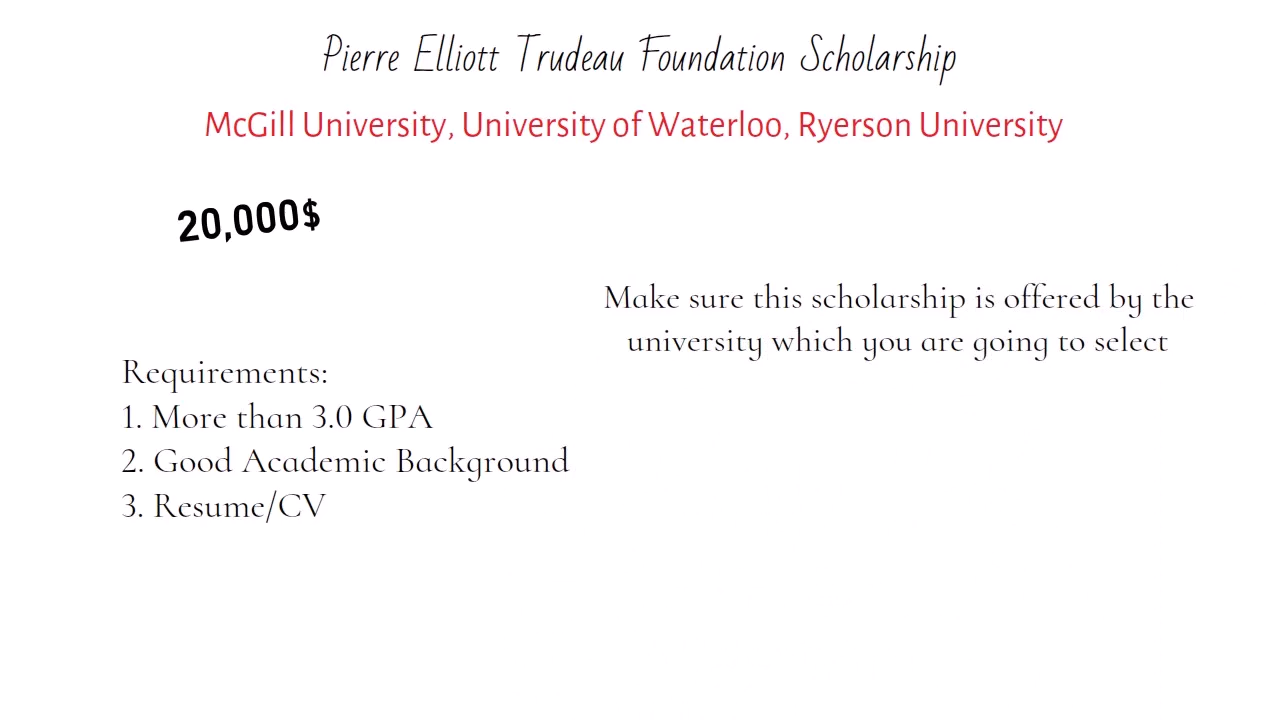 Pierre Elliott Trudeau Foundation Scholarship
McGill University, University of Waterloo, Ryerson University
20,000$
Make sure this scholarship is offered by the
university which you are going to select
Requirements:
1. More than 3.0 GPA
2. Good Academic Background
3. Resume/CV